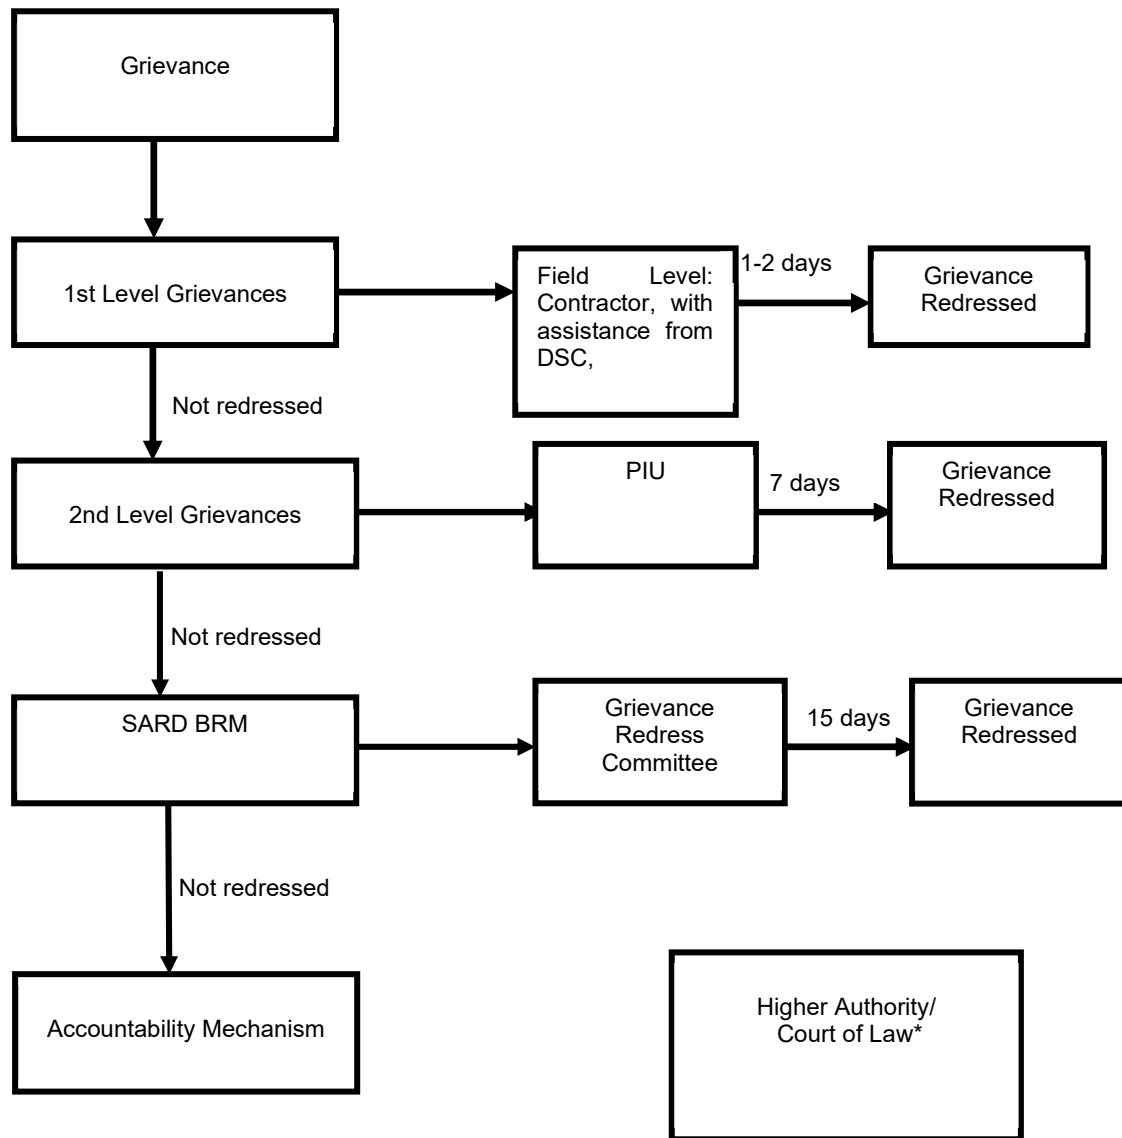 Grievance
1st Level Grievances
Field Level:
Contractor, with
assistance from
DSC,
1-2 days
Grievance
Redressed
Not redressed
2nd Level Grievances
PIU
7 days
Grievance
Redressed
Not redressed
SARD BRM
Grievance
Redress
Committee
15 days
Grievance
Redressed
Not redressed
Accountability Mechanism
Higher Authority/
Court of Law*